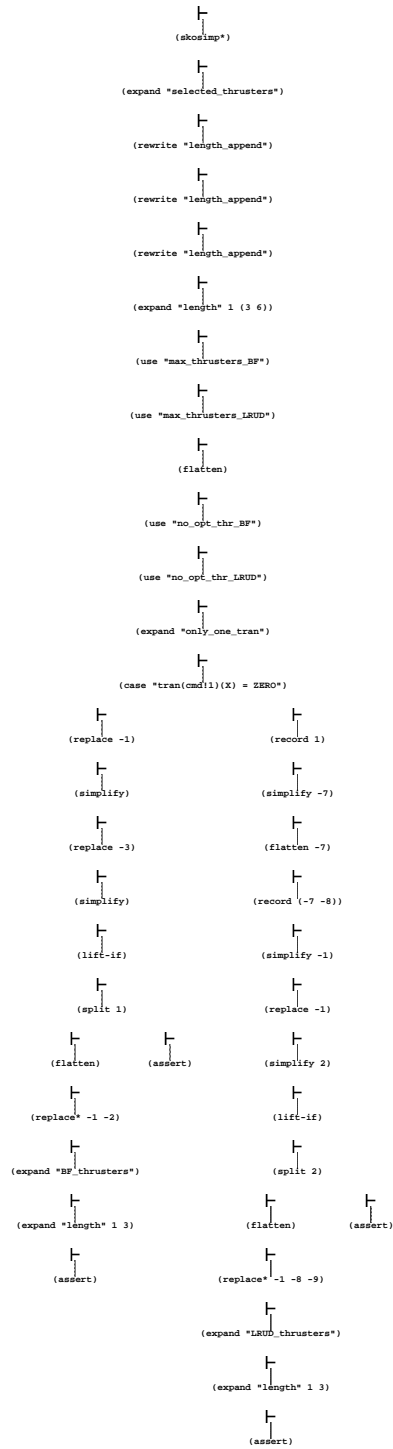 (skosimp*)
(expand "selected_thrusters")
(rewrite "length_append")
(rewrite "length_append")
(rewrite "length_append")
(expand "length" 1 (3 6))
(use "max_thrusters_BF")
(use "max_thrusters_LRUD")
(flatten)
(use "no_opt_thr_BF")
(use "no_opt_thr_LRUD")
(expand "only_one_tran")
(case "tran(cmd!1)(X) = ZERO")
(replace -1) (record 1)
(simplify) (simplify -7)
(replace -3) (flatten -7)
(simplify) (record (-7 -8))
(lift-if) (simplify -1)
(split 1) (replace -1)
(flatten) (assert) (simplify 2)
(replace* -1 -2) (lift-if)
(expand "BF_thrusters") (split 2)
(expand "length" 1 3) (flatten) (assert)
(assert) (replace* -1 -8 -9)
(expand "LRUD_thrusters")
(expand "length" 1 3)
(assert)